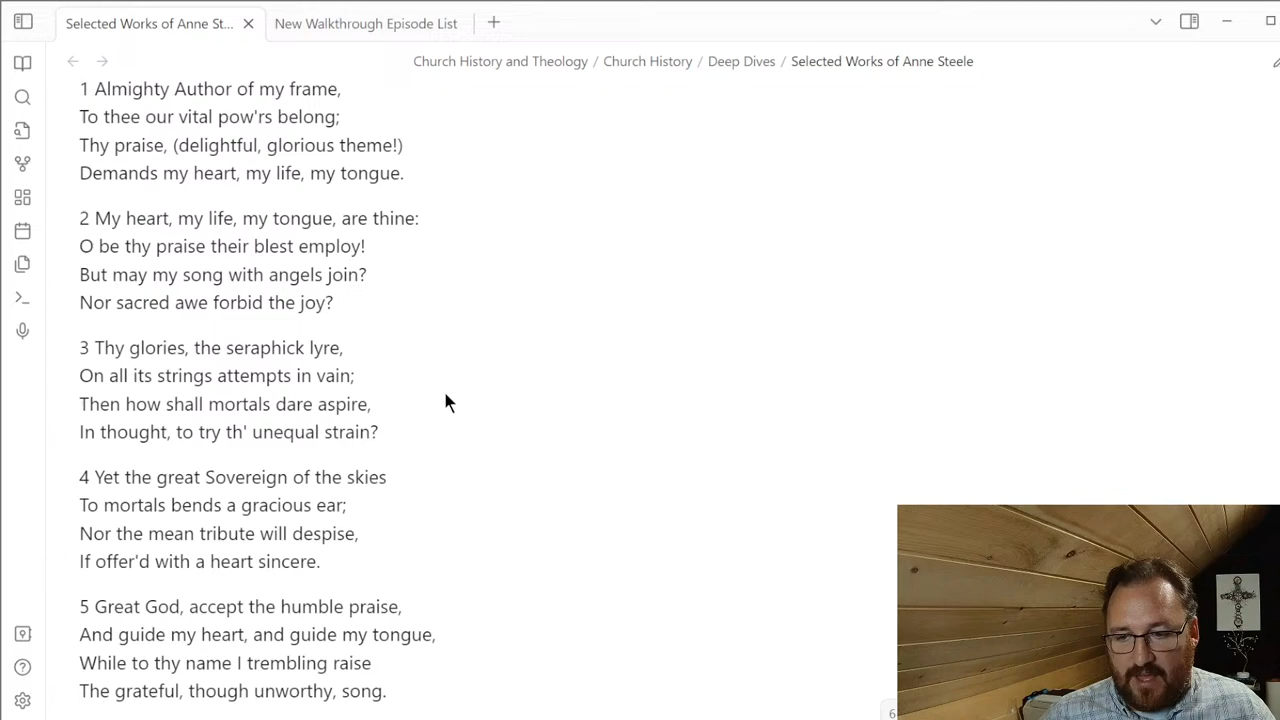 Selected Works of Anne St...
New Walkthrough Episode List
Church History and Theology / Church History / Deep Dives / Selected Works of Anne Steele
1 Almighty Author of my frame,
To thee our vital pow'rs belong;
Thy praise, (delightful, glorious theme!)
Demands my heart, my life, my tongue.
2 My heart, my life, my tongue, are thine:
O be thy praise their blest employ!
But may my song with angels join?
Nor sacred awe forbid the joy?
3 Thy glories, the seraphick lyre,
On all its strings attempts in vain;
Then how shall mortals dare aspire,
In thought, to try th' unequal strain?
4 Yet the great Sovereign of the skies
To mortals bends a gracious ear;
Nor the mean tribute will despise,
If offer'd with a heart sincere.
5 Great God, accept the humble praise,
And guide my heart, and guide my tongue,
While to thy name I trembling raise
The grateful, though unworthy, song.
6